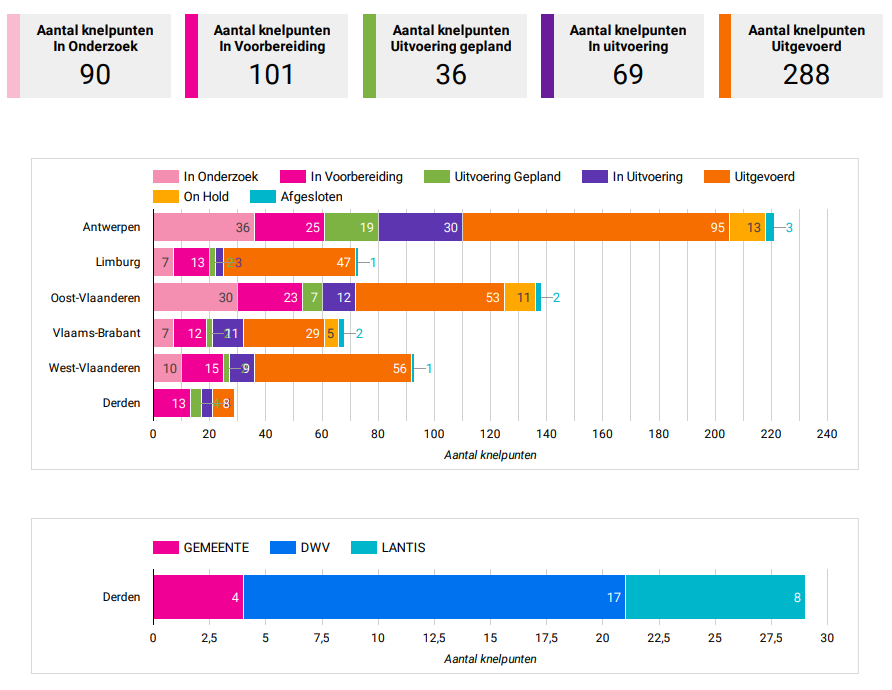 Aantal knelpunten
In Onderzoek
90
Aantal knelpunten
In Voorbereiding
101
Aantal knelpunten
Uitvoering gepland
36
Aantal knelpunten
In uitvoering
69
Aantal knelpunten
Uitgevoerd
288
In Onderzoek In Voorbereiding Uitvoering Gepland In Uitvoering Uitgevoerd
On Hold Afgesloten
Antwerpen 36 25 19 30 95 13 3
Limburg 7 13 3 47 1
Oost-Vlaanderen 30 23 7 12 53 11 2
Vlaams-Brabant 7 12 11 29 5 2
West-Vlaanderen 10 15 9 56 1
Derden 13 8
0 20 40 60 80 100 120 140 160 180 200 220 240
Aantal knelpunten
GEMEENTE DWV LANTIS
Derden 4 17 8
0 2,5 5 7,5 10 12,5 15 17,5 20 22,5 25 27,5 30
Aantal knelpunten